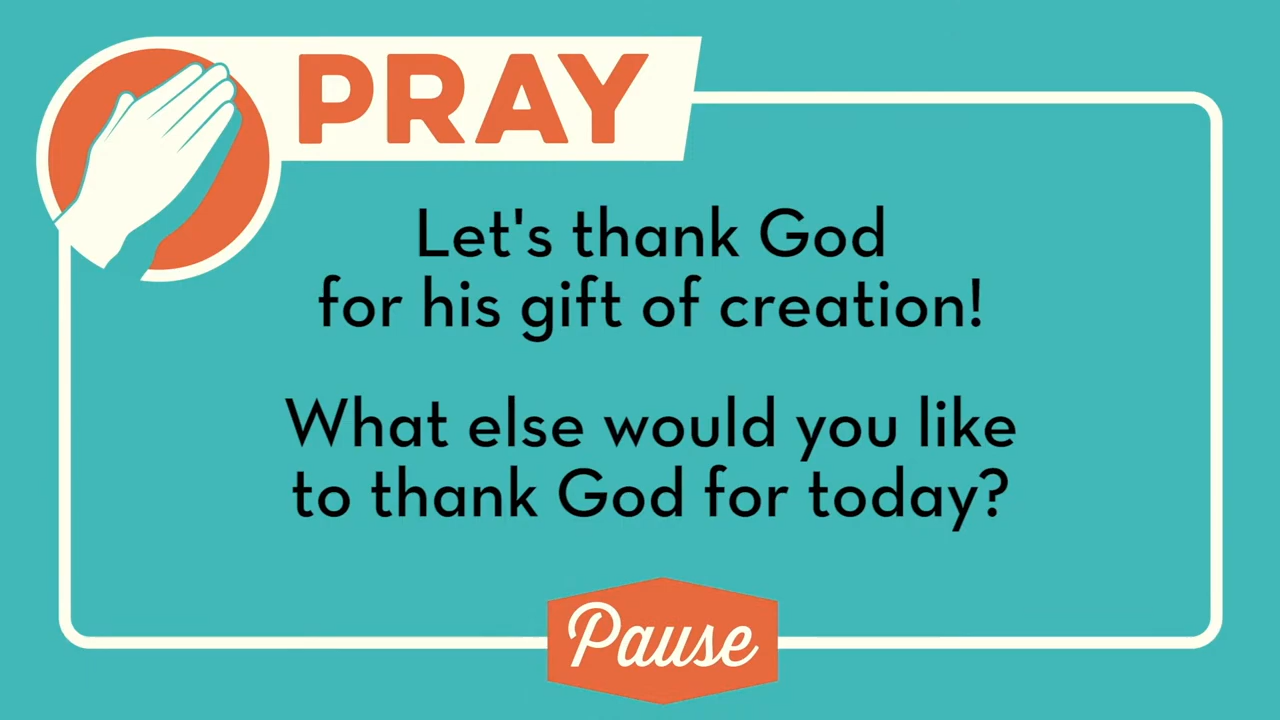 PRAY
Let's thank God
for his gift of creation!
What else would you like
to thank God for today?
Pause